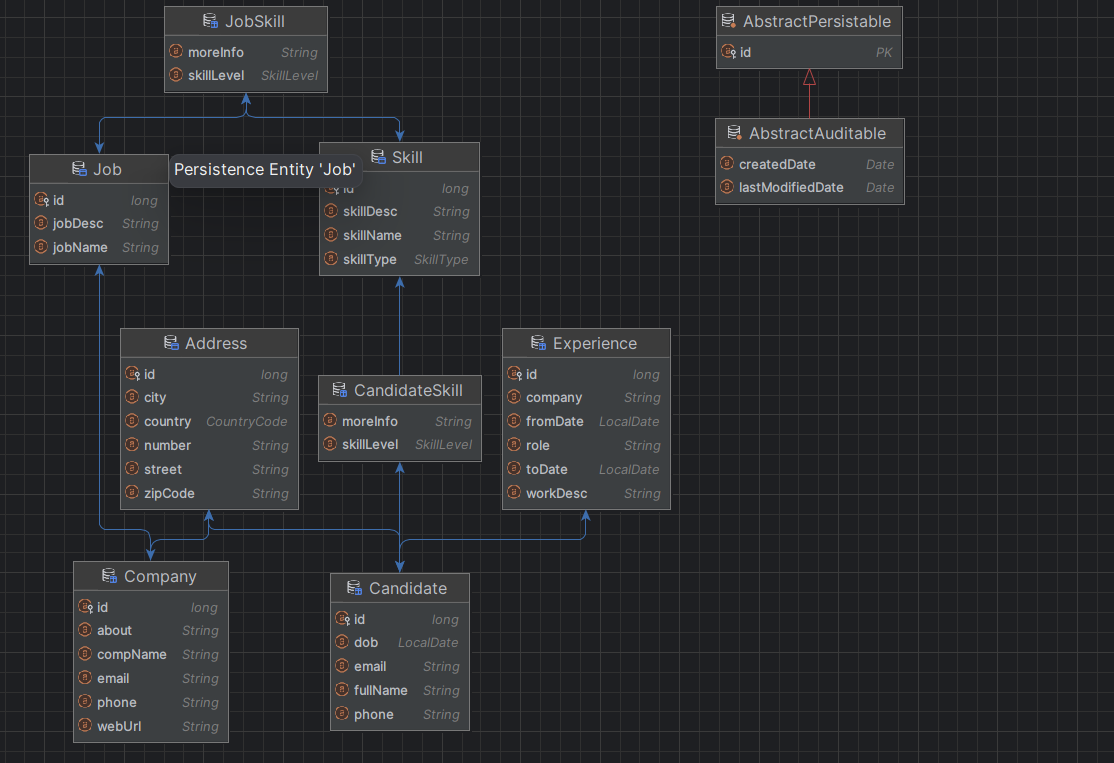 JobSkill
moreInfo String
skillLevel SkillLevel
AbstractPersistable
id PK
AbstractAuditable
createdDate Date
lastModifiedDate Date
Job
id long
jobDesc String
jobName String
Persistence Entity 'Job'
Skill
id long
skillDesc String
skillName String
skillType SkillType
Address
id long
city String
country CountryCode
number String
street String
zipCode String
CandidateSkill
moreInfo String
skillLevel SkillLevel
Experience
id long
company String
fromDate LocalDate
role String
toDate LocalDate
workDesc String
Company
id long
about String
compName String
email String
phone String
webUrl String
Candidate
id long
dob LocalDate
email String
fullName String
phone String